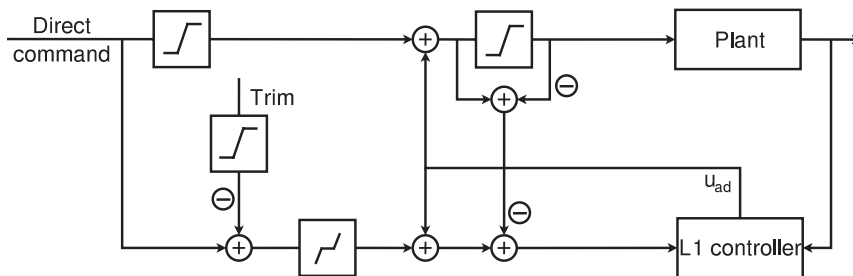 Direct
command
Plant
Trim
u_ad
L1 controller